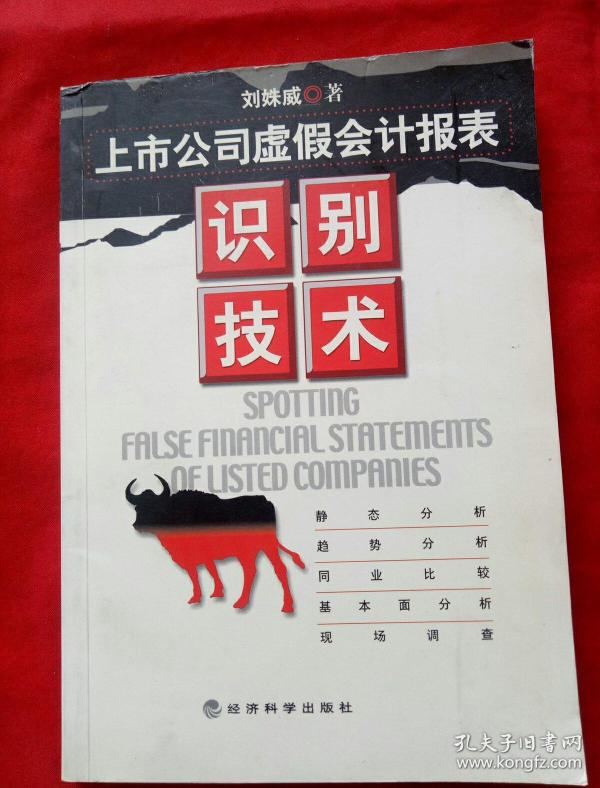 刘姝威◎著
上市公司虚假会计报表
识别
技术
SPOTTING
FALSE FINANCIAL STATEMENTS
OF LISTED COMPANIES
静态分析
趋势分析
同业比较
基本面分析
现场调查
经济科学出版社
孔夫子旧书网
www.kongfz.com